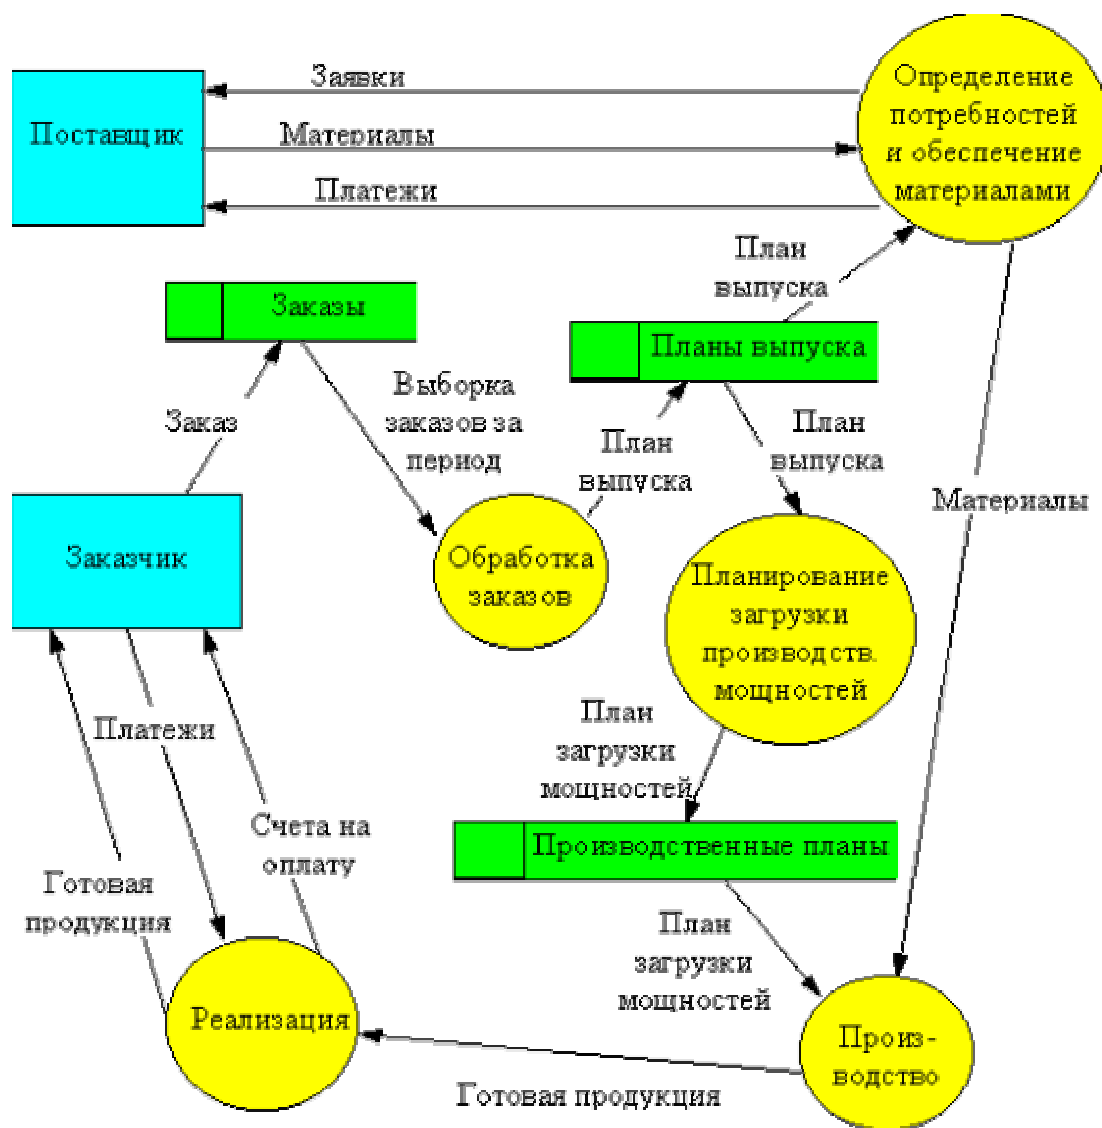 Заявки
Определение
потребностей
и обеспечение
материалами
Поставщик
Материалы
Платежи
План
выпуска
Заказы
Планы выпуска
Выборка
заказов за
период
Заказ
План
выпуска
План
выпуска
Материалы
Заказчик
Обработка
заказов
Планирование
загрузки
производств.
мощностей
План
загрузки
мощностей
Платежи
Счета на
оплату
Производственные планы
Готовая
продукция
План
загрузки
мощностей
Реализация
Произ-
водство
Готовая продукция